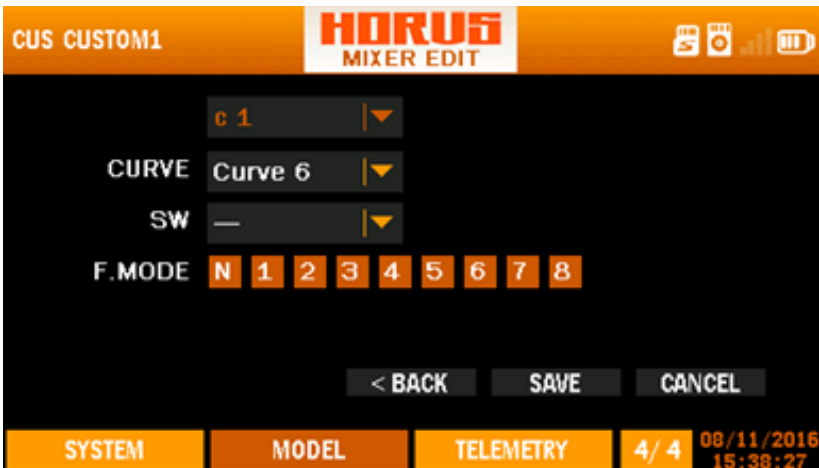 CUS CUSTOM1
HORUS
MIXER EDIT
c 1
CURVE Curve 6
SW —
F.MODE N 1 2 3 4 5 6 7 8
< BACK SAVE CANCEL
SYSTEM MODEL TELEMETRY 4/4 08/11/2016
15:38:27